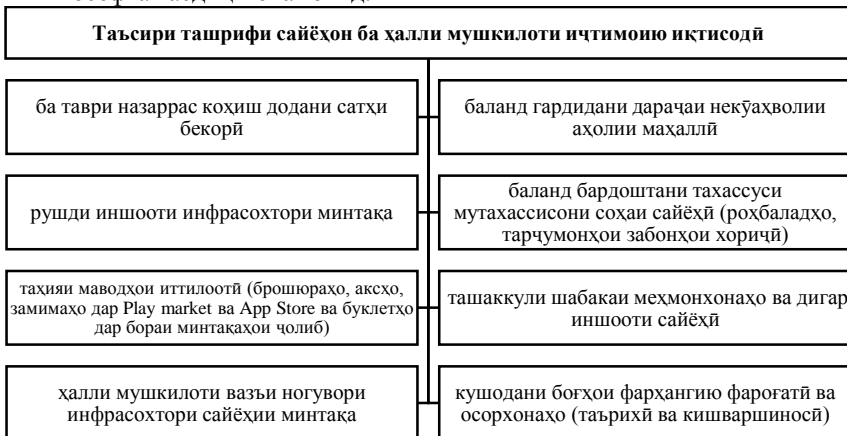 Таъсири ташрифи сайёҳон ба ҳалли мушкилоти иҷтимоию иқтисодӣ
ба таври назаррас коҳиш додани сатҳи
бекорӣ
баланд гардидани дараҷаи некӯаҳволии
аҳолии маҳаллӣ
рушди иншооти инфрасохтори минтақа
баланд бардоштани тахассуси
мутахассисони соҳаи сайёҳӣ (роҳбаладҳо,
тарҷумонҳои забонҳои хориҷӣ)
таҳияи маводҳои иттилоотӣ (брошюраҳо, аксҳо,
замимаҳо дар Play market ва App Store ва буклетҳо
дар бораи минтақаҳои ҷолиб)
ташаккули шабакаи меҳмонхонаҳо ва дигар
иншооти сайёҳӣ
ҳалли мушкилоти вазъи ногувори
инфрасохтори сайёҳии минтақа
кушодани боғҳои фарҳангию фароғатӣ ва
осорхонаҳо (таърихӣ ва кишваршиносӣ)